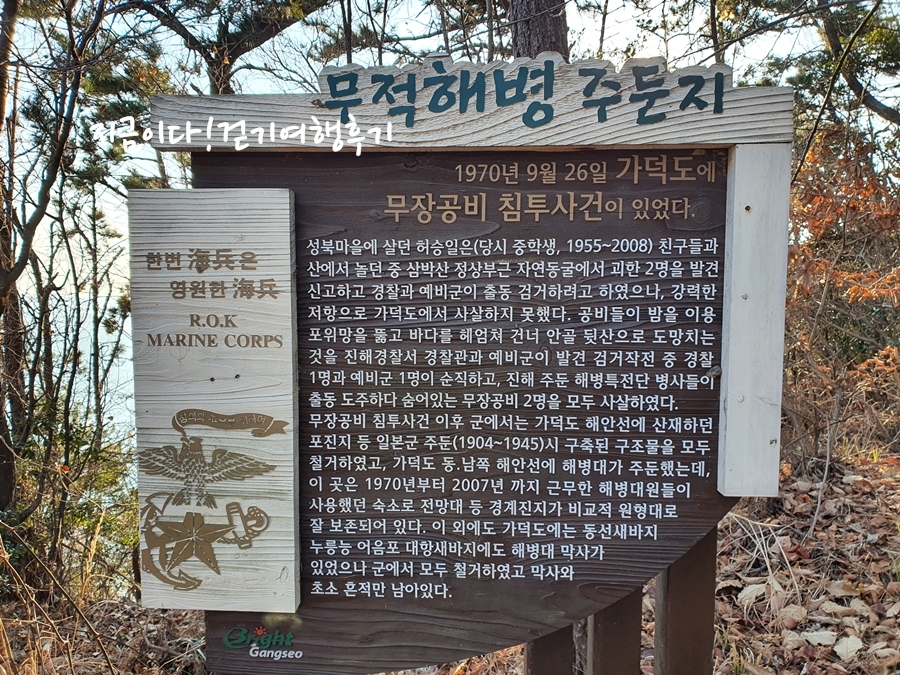 무적해병 주둔지
지금이다! 걷기여행후기
1970년 9월 26일 가덕도에
무장공비 침투사건이 있었다.
한번 海兵은
영원한 海兵
R.O.K
MARINE CORPS
성북마을에 살던 허승일은(당시 중학생, 1955~2008) 친구들과
산에서 놀던 중 삼박산 정상부근 자연동굴에서 괴한 2명을 발견
신고하고 경찰과 예비군이 출동 검거하려고 하였으나, 강력한
저항으로 가덕도에서 사살하지 못했다. 공비들이 밤을 이용
포위망을 뚫고 바다를 헤엄쳐 건너 안골 뒷산으로 도망치는
것을 진해경찰서 경찰관과 예비군이 발견 검거작전 중 경찰
1명과 예비군 1명이 순직하고, 진해 주둔 해병특전단 병사들이
출동 도주하다 숨어있는 무장공비 2명을 모두 사살하였다.
무장공비 침투사건 이후 군에서는 가덕도 해안선에 산재하던
포진지 등 일본군 주둔(1904~1945)시 구축된 구조물을 모두
철거하였고, 가덕도 동.남쪽 해안선에 해병대가 주둔했는데,
이 곳은 1970년부터 2007년 까지 근무한 해병대원들이
사용했던 숙소로 전망대 등 경계진지가 비교적 원형대로
잘 보존되어 있다. 이 외에도 가덕도에는 동선새바지
누릉능 어음포 대항새바지에도 해병대 막사가
있었으나 군에서 모두 철거하였고 막사와
초소 흔적만 남아있다.
Bright
GANGSEO